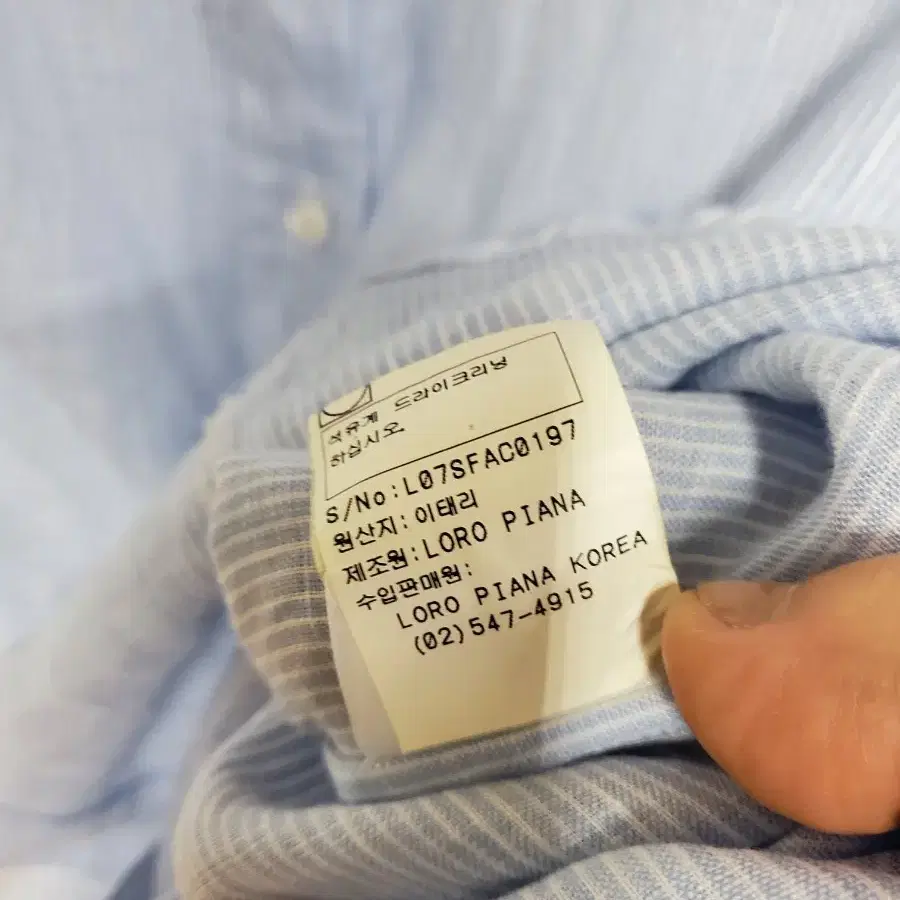 석유계 드라이크리닝
하십시오.
S/No:L07SFAC0197
원산지:이태리
제조원:LORO PIANA
수입판매원:
LORO PIANA KOREA
(02)547-4915